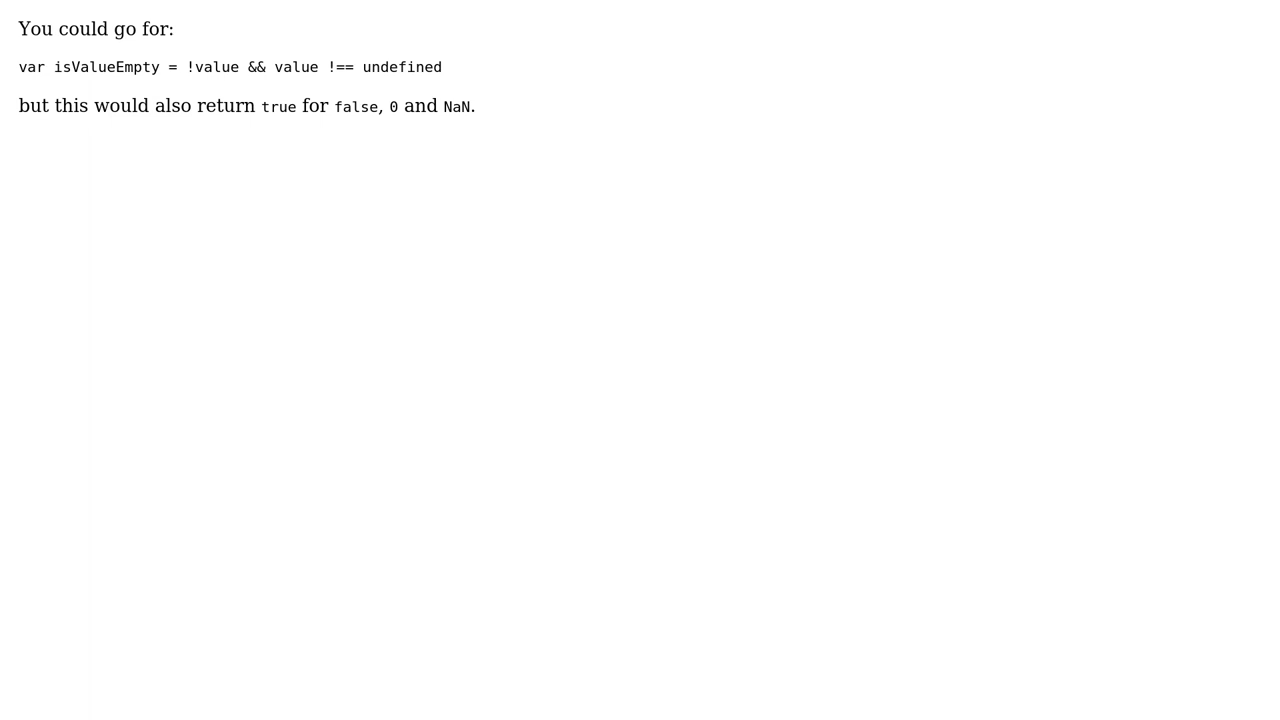 You could go for:
var isValueEmpty = !value && value !== undefined
but this would also return true for false, 0 and NaN.